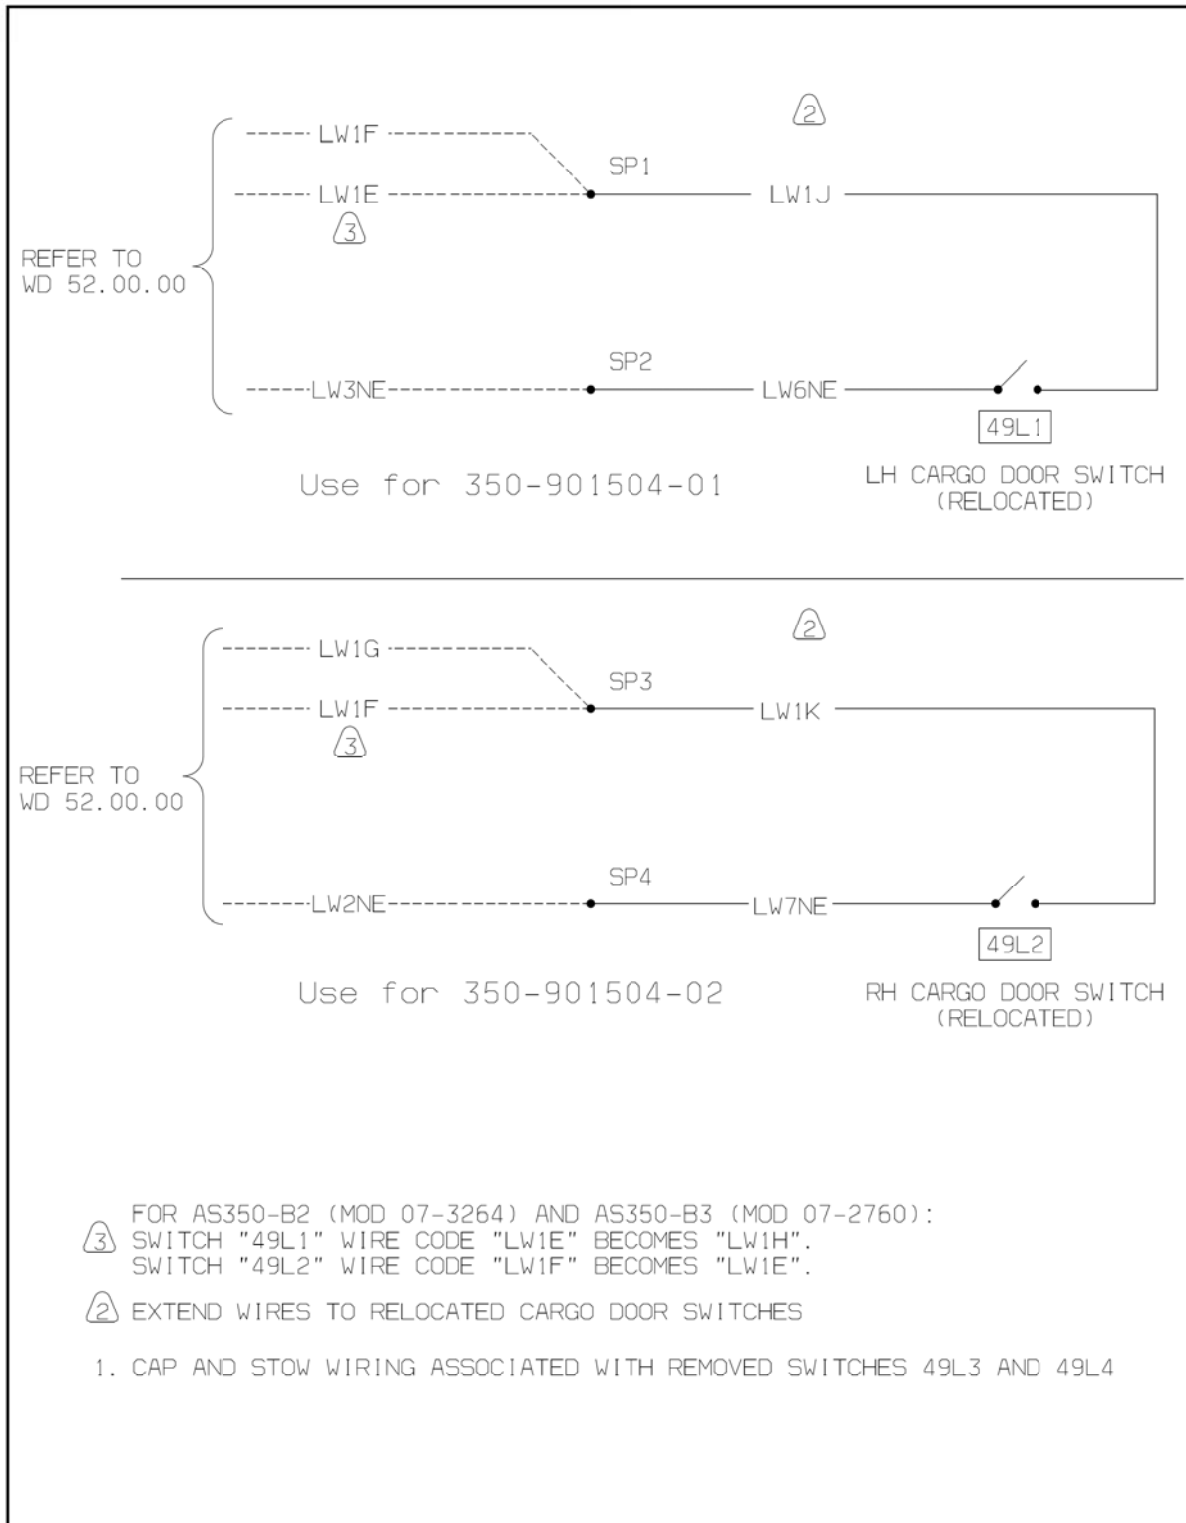 2
LW1F
SP1
LW1E
LW1J
3
REFER TO
WD 52.00.00
SP2
LW3NE
LW6NE
49L1
Use for 350-901504-01
LH CARGO DOOR SWITCH
(RELOCATED)
2
LW1G
SP3
LW1F
LW1K
3
REFER TO
WD 52.00.00
SP4
LW2NE
LW7NE
49L2
Use for 350-901504-02
RH CARGO DOOR SWITCH
(RELOCATED)
FOR AS350-B2 (MOD 07-3264) AND AS350-B3 (MOD 07-2760):
3 SWITCH "49L1" WIRE CODE "LW1E" BECOMES "LW1H".
SWITCH "49L2" WIRE CODE "LW1F" BECOMES "LW1E".
2 EXTEND WIRES TO RELOCATED CARGO DOOR SWITCHES
1. CAP AND STOW WIRING ASSOCIATED WITH REMOVED SWITCHES 49L3 AND 49L4